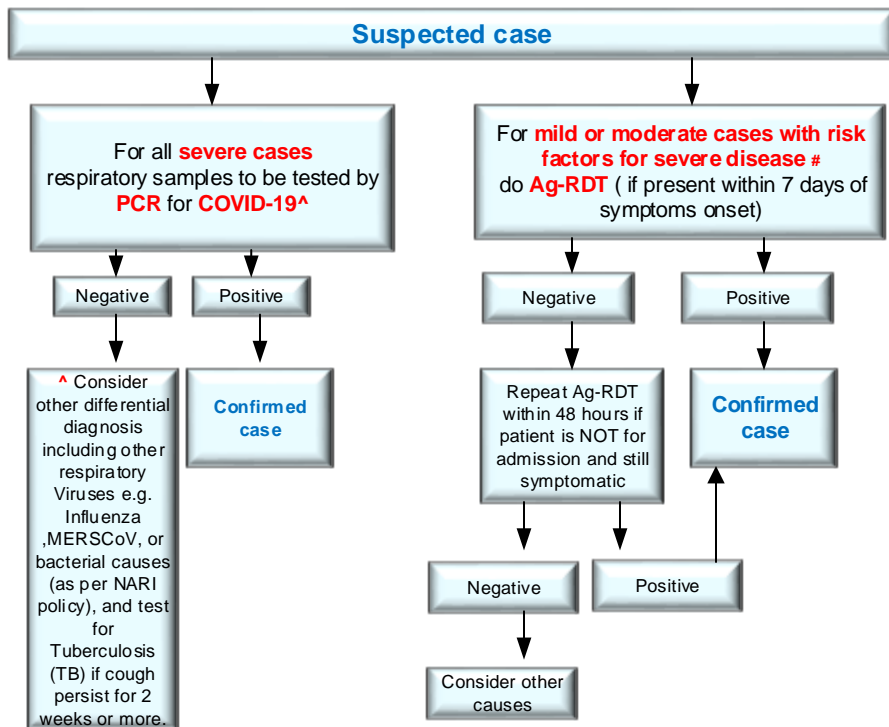 Suspected case
For all severe cases
respiratory samples to be tested by
PCR for COVID-19^
For mild or moderate cases with risk
factors for severe disease #
do Ag-RDT ( if present within 7 days of
symptoms onset)
Negative
Positive
Negative
Positive
^ Consider
other differential
diagnosis
including other
respiratory
Viruses e.g.
Influenza
,MERSCoV, or
bacterial causes
(as per NARI
policy), and test
for
Tuberculosis
(TB) if cough
persist for 2
weeks or more.
Confirmed
case
Repeat Ag-RDT
within 48 hours if
patient is NOT for
admission and still
symptomatic
Confirmed
case
Negative
Positive
Consider other
causes